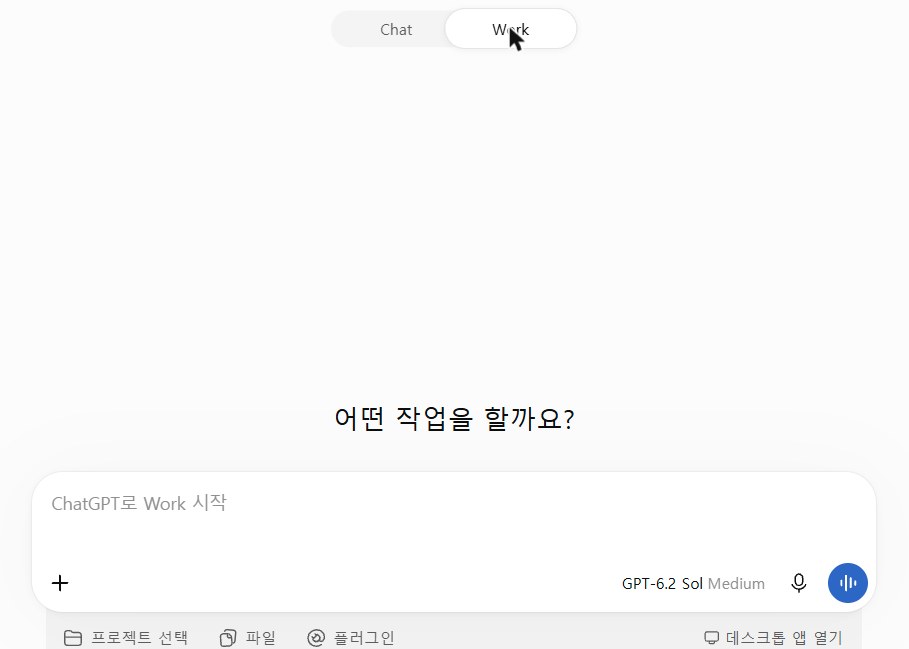 Chat Work
어떤 작업을 할까요?
ChatGPT로 Work 시작
GPT-6.2 Sol Medium
프로젝트 선택 파일 플러그인 데스크톱 앱 열기